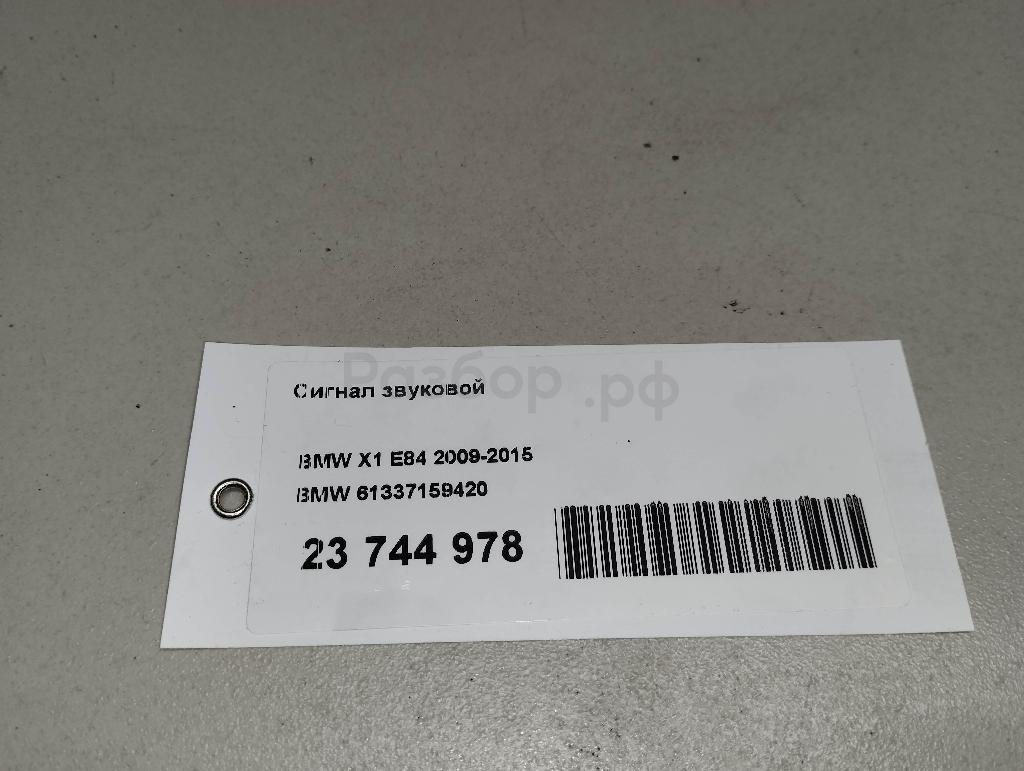 Разбор.рф
Сигнал звуковой
BMW X1 E84 2009-2015
BMW 61337159420
23 744 978